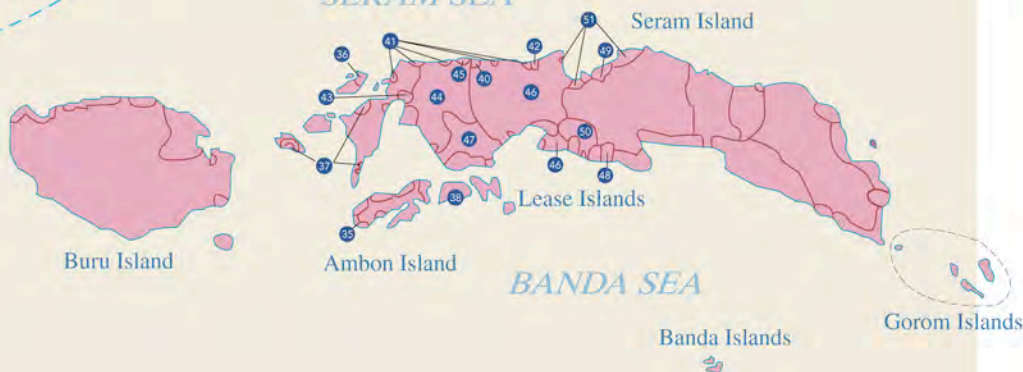 SERAM SEA
51
Seram Island
41
42
36
49
45
40
43
44
46
50
47
37
46
48
38
Lease Islands
35
Buru Island
Ambon Island
BANDA SEA
Gorom Islands
Banda Islands